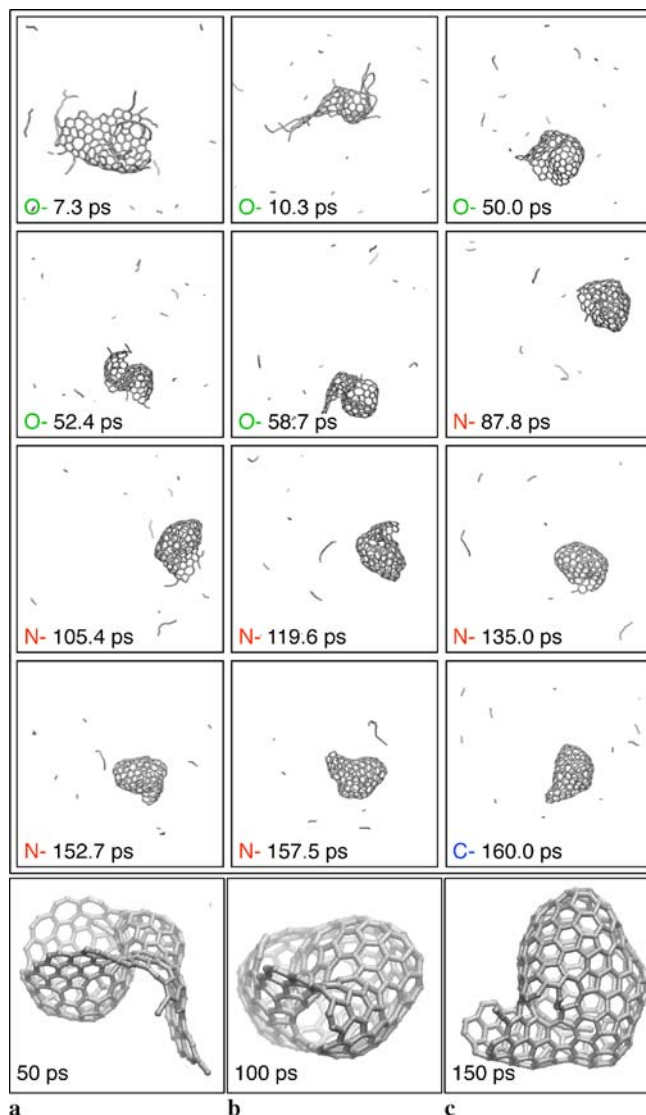 O- 7.3 ps
O- 10.3 ps
O- 50.0 ps
O- 52.4 ps
O- 58.7 ps
N- 87.8 ps
N- 105.4 ps
N- 119.6 ps
N- 135.0 ps
N- 152.7 ps
N- 157.5 ps
C- 160.0 ps
50 ps
100 ps
150 ps
a
b
c